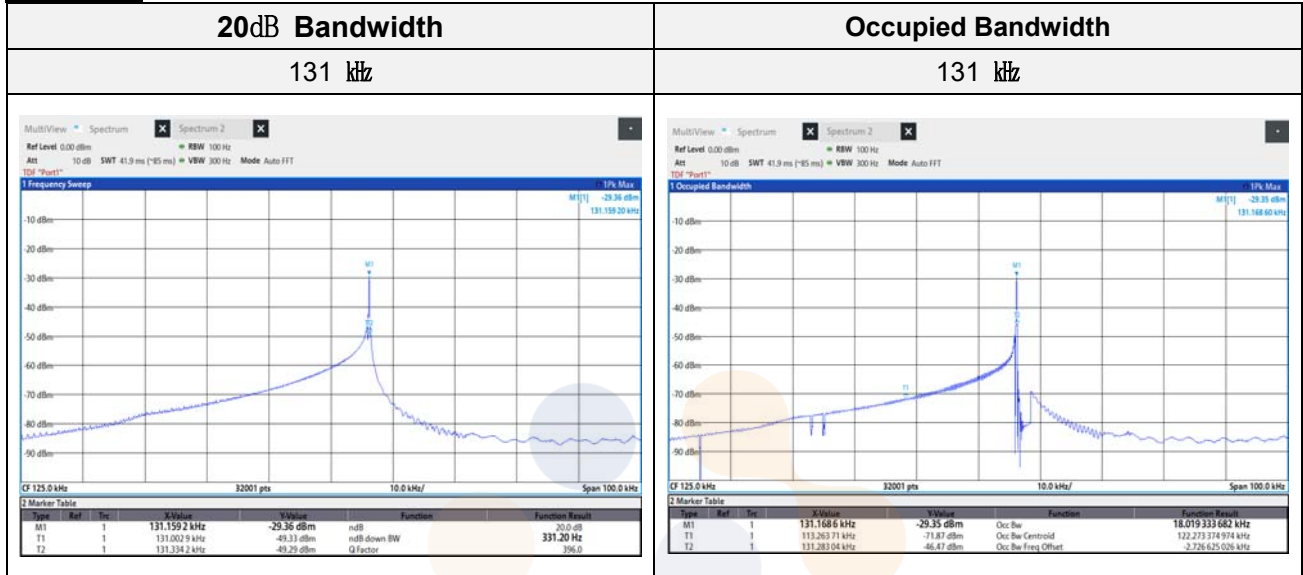 20dB Bandwidth
Occupied Bandwidth
131 ㎑
131 ㎑
MultiView Spectrum X Spectrum 2 X
Ref Level 0.00 dBm RBW 100 Hz
Att 10 dB SWT 41.9 ms (~85 ms) VBW 300 Hz Mode Auto FFT
TDF "Port1"
1 Frequency Sweep 1Pk Max
M1[1] -29.36 dBm
131.159 20 kHz
-10 dBm
-20 dBm
M1
-30 dBm
-40 dBm
T2
-50 dBm
-60 dBm
-70 dBm
-80 dBm
-90 dBm
CF 125.0 kHz 32001 pts 10.0 kHz/ Span 100.0 kHz
2 Marker Table
Type Ref Trc X-Value Y-Value Function Function Result
M1 1 131.159 2 kHz -29.36 dBm ndB 20.0 dB
T1 1 131.002 9 kHz -49.33 dBm ndB down BW 331.20 Hz
T2 1 131.334 2 kHz -49.29 dBm Q Factor 396.0
MultiView Spectrum X Spectrum 2 X
Ref Level 0.00 dBm RBW 100 Hz
Att 10 dB SWT 41.9 ms (~85 ms) VBW 300 Hz Mode Auto FFT
TDF "Port1"
1 Occupied Bandwidth 1Pk Max
M1[1] -29.35 dBm
131.168 60 kHz
-10 dBm
-20 dBm
M1
-30 dBm
-40 dBm
T2
-50 dBm
-60 dBm
T1
-70 dBm
-80 dBm
-90 dBm
CF 125.0 kHz 32001 pts 10.0 kHz/ Span 100.0 kHz
2 Marker Table
Type Ref Trc X-Value Y-Value Function Function Result
M1 1 131.168 6 kHz -29.35 dBm Occ Bw 18.019 333 682 kHz
T1 1 113.263 71 kHz -71.87 dBm Occ Bw Centroid 122.273 374 974 kHz
T2 1 131.283 04 kHz -46.47 dBm Occ Bw Freq Offset -2.726 625 026 kHz